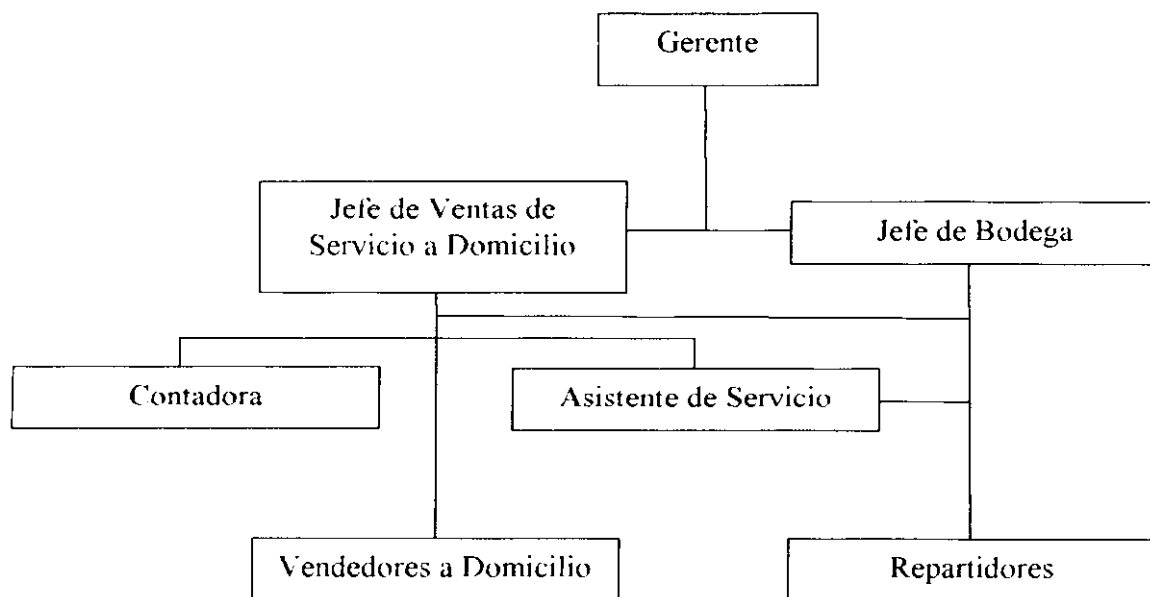 Gerente
Jefe de Ventas de
Servicio a Domicilio
Jefe de Bodega
Contadora
Asistente de Servicio
Vendedores a Domicilio
Repartidores